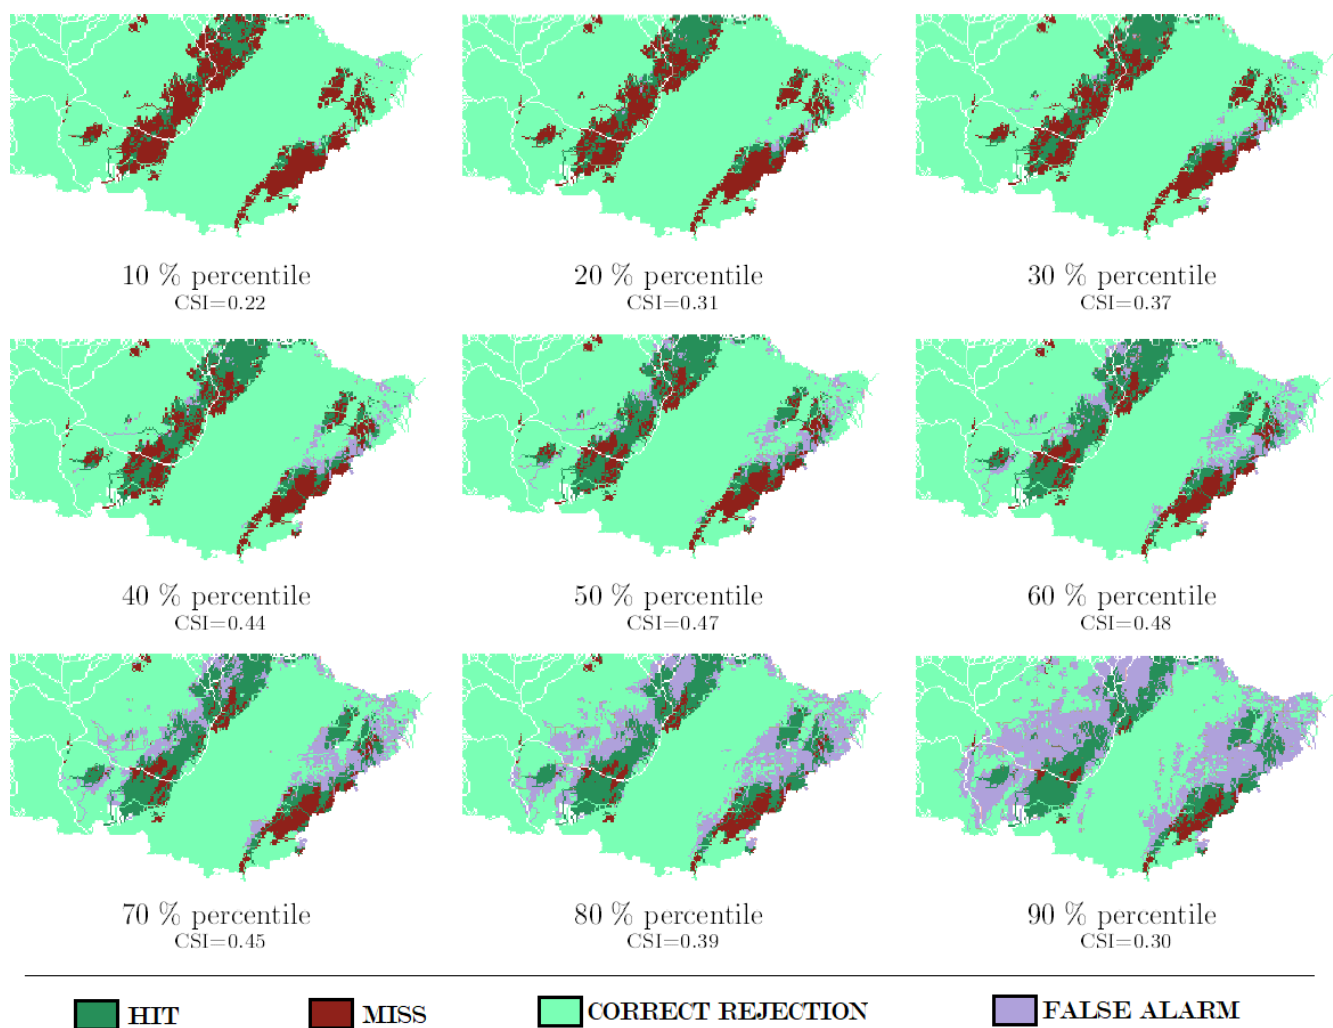 10 % percentile
CSI=0.22
20 % percentile
CSI=0.31
30 % percentile
CSI=0.37
40 % percentile
CSI=0.44
50 % percentile
CSI=0.47
60 % percentile
CSI=0.48
70 % percentile
CSI=0.45
80 % percentile
CSI=0.39
90 % percentile
CSI=0.30
HIT
MISS
CORRECT REJECTION
FALSE ALARM